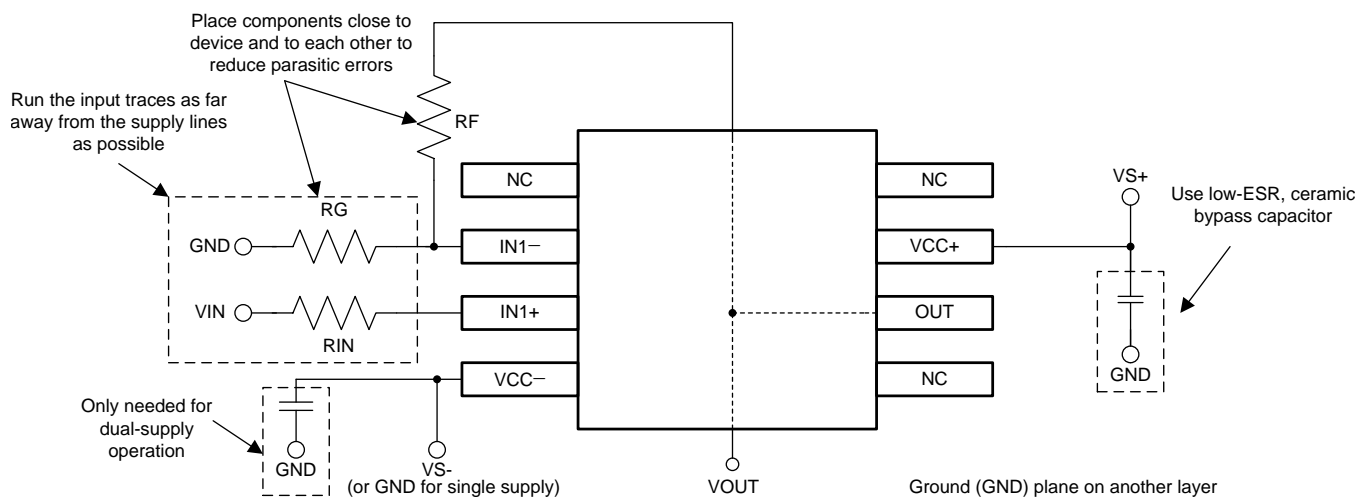 Place components close to
device and to each other to
reduce parasitic errors
Run the input traces as far
away from the supply lines
as possible
RF
NC
NC
VS+
Use low-ESR, ceramic
bypass capacitor
RG
GND
IN1−
VCC+
VIN
IN1+
OUT
RIN
VCC−
NC
GND
Only needed for
dual-supply
operation
GND
VS-
(or GND for single supply)
VOUT
Ground (GND) plane on another layer